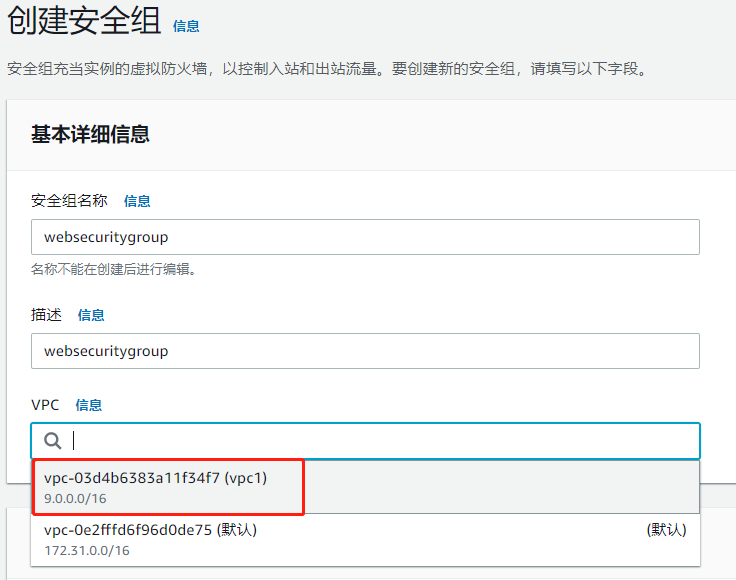 创建安全组 信息
安全组充当实例的虚拟防火墙，以控制入站和出站流量。要创建新的安全组，请填写以下字段。
基本详细信息
安全组名称 信息
websecuritygroup
名称不能在创建后进行编辑。
描述 信息
websecuritygroup
VPC 信息
vpc-03d4b6383a11f34f7 (vpc1)
9.0.0.0/16
vpc-0e2fffd6f96d0de75 (默认) (默认)
172.31.0.0/16